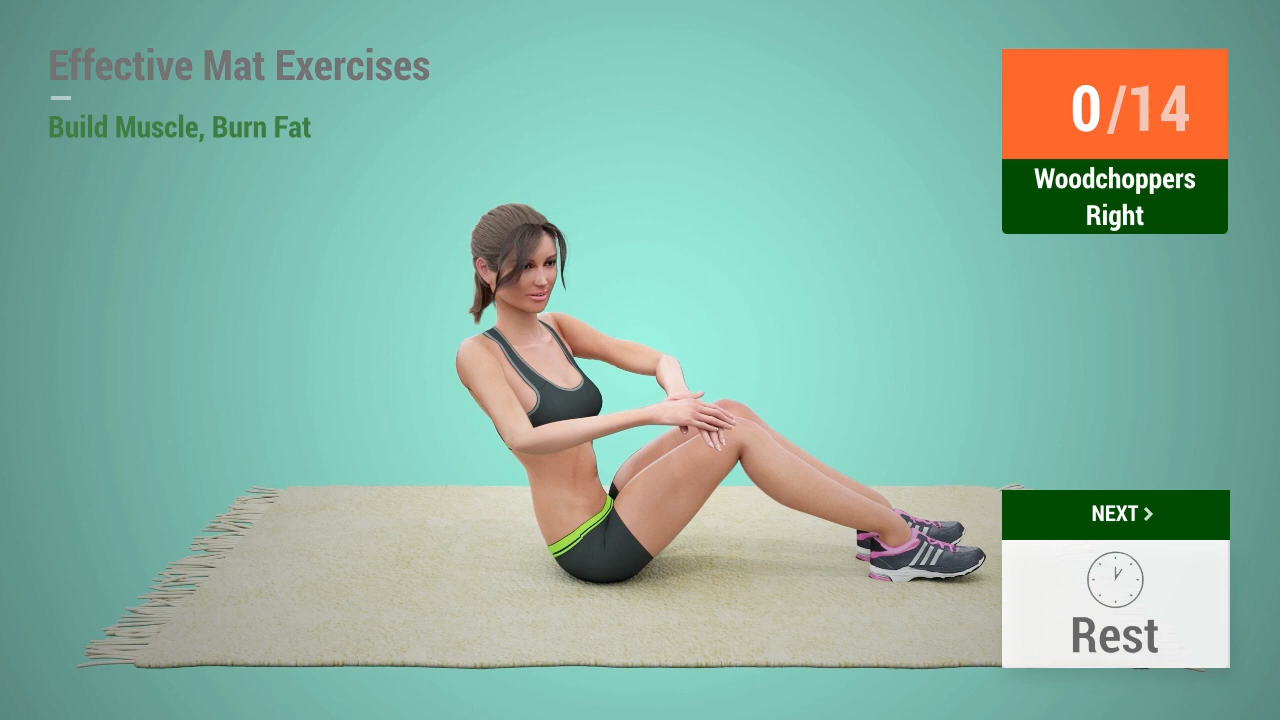 Effective Mat Exercises
Build Muscle, Burn Fat
0/14
Woodchoppers
Right
NEXT >
Rest